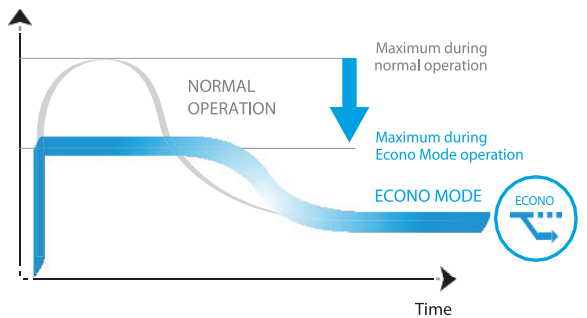 Maximum during
normal operation
NORMAL
OPERATION
Maximum during
Econo Mode operation
ECONO MODE
ECONO
Time